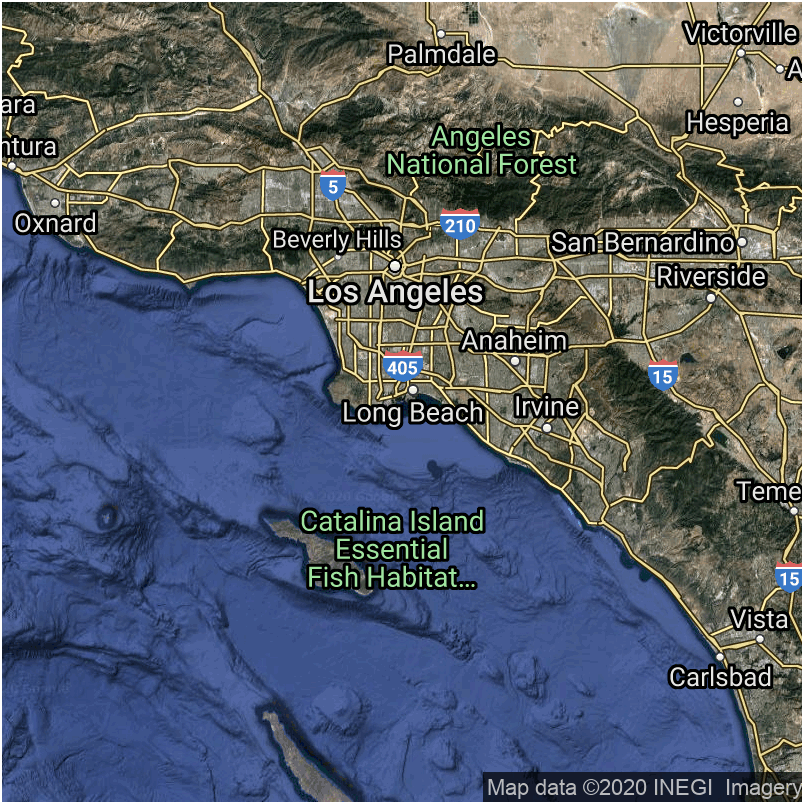 Victorville
Palmdale
A
ara
Hesperia
Angeles
National Forest
ntura
5
Oxnard
210
Beverly Hills
San Bernardino
Riverside
Los Angeles
Anaheim
405
15
Long Beach
Irvine
Teme
Catalina Island
Essential
Fish Habitat...
15
Vista
Carlsbad
Map data ©2020 INEGI Imagery